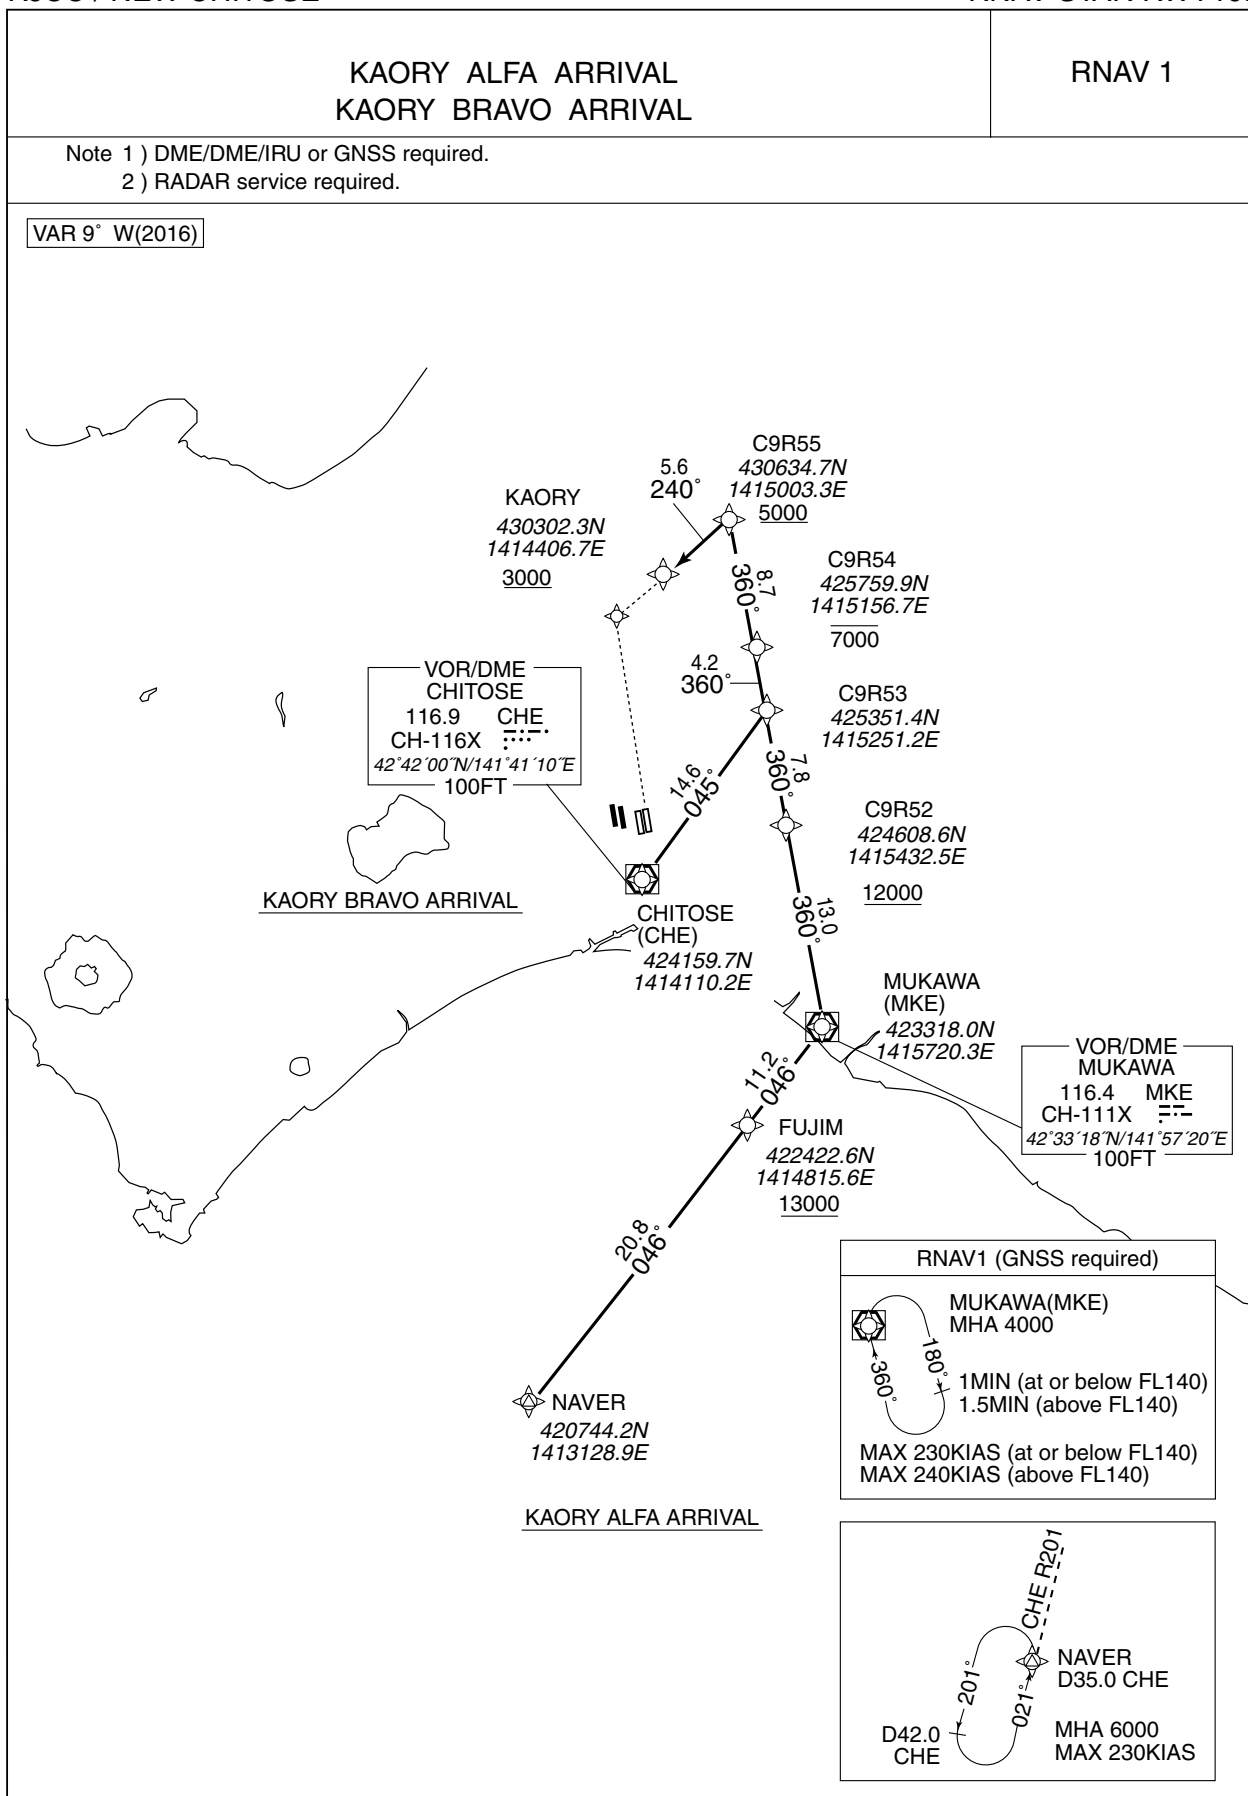 KAORY ALFA ARRIVAL
KAORY BRAVO ARRIVAL
RNAV 1
Note 1 ) DME/DME/IRU or GNSS required.
2 ) RADAR service required.
VAR 9° W(2016)
C9R55
430634.7N
1415003.3E
5000
5.6
240°
KAORY
430302.3N
1414406.7E
3000
8.7
360°
C9R54
425759.9N
1415156.7E
7000
4.2
360°
C9R53
425351.4N
1415251.2E
VOR/DME
CHITOSE
116.9 CHE
CH-116X
42°42´00˝N/141°41´10˝E
100FT
7.8
360°
14.6
045°
C9R52
424608.6N
1415432.5E
12000
KAORY BRAVO ARRIVAL
13.0
360°
CHITOSE
(CHE)
424159.7N
1414110.2E
MUKAWA
(MKE)
423318.0N
1415720.3E
VOR/DME
MUKAWA
116.4 MKE
CH-111X
42°33´18˝N/141°57´20˝E
100FT
11.2
046°
FUJIM
422422.6N
1414815.6E
13000
20.8
046°
NAVER
420744.2N
1413128.9E
KAORY ALFA ARRIVAL
RNAV1 (GNSS required)
MUKAWA(MKE)
MHA 4000
180°
360°
1MIN (at or below FL140)
1.5MIN (above FL140)
MAX 230KIAS (at or below FL140)
MAX 240KIAS (above FL140)
CHE R201
NAVER
D35.0 CHE
201°
021°
D42.0
CHE
MHA 6000
MAX 230KIAS